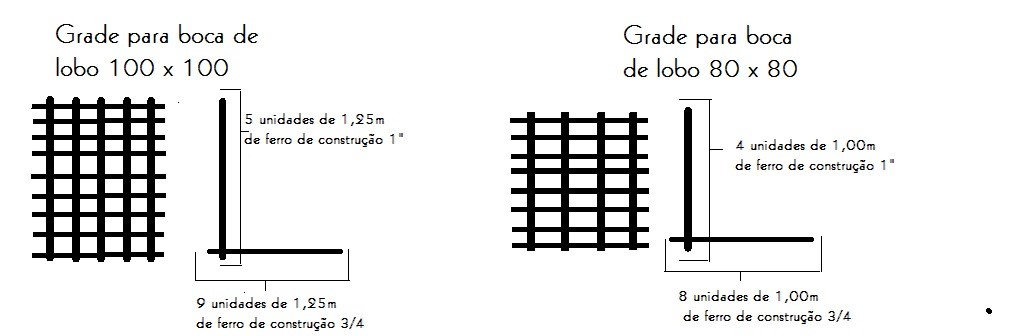 Grade para boca de
lobo 100 x 100
5 unidades de 1,25m
de ferro de construção 1"
9 unidades de 1,25m
de ferro de construção 3/4
Grade para boca
de lobo 80 x 80
4 unidades de 1,00m
de ferro de construção 1"
8 unidades de 1,00m
de ferro de construção 3/4